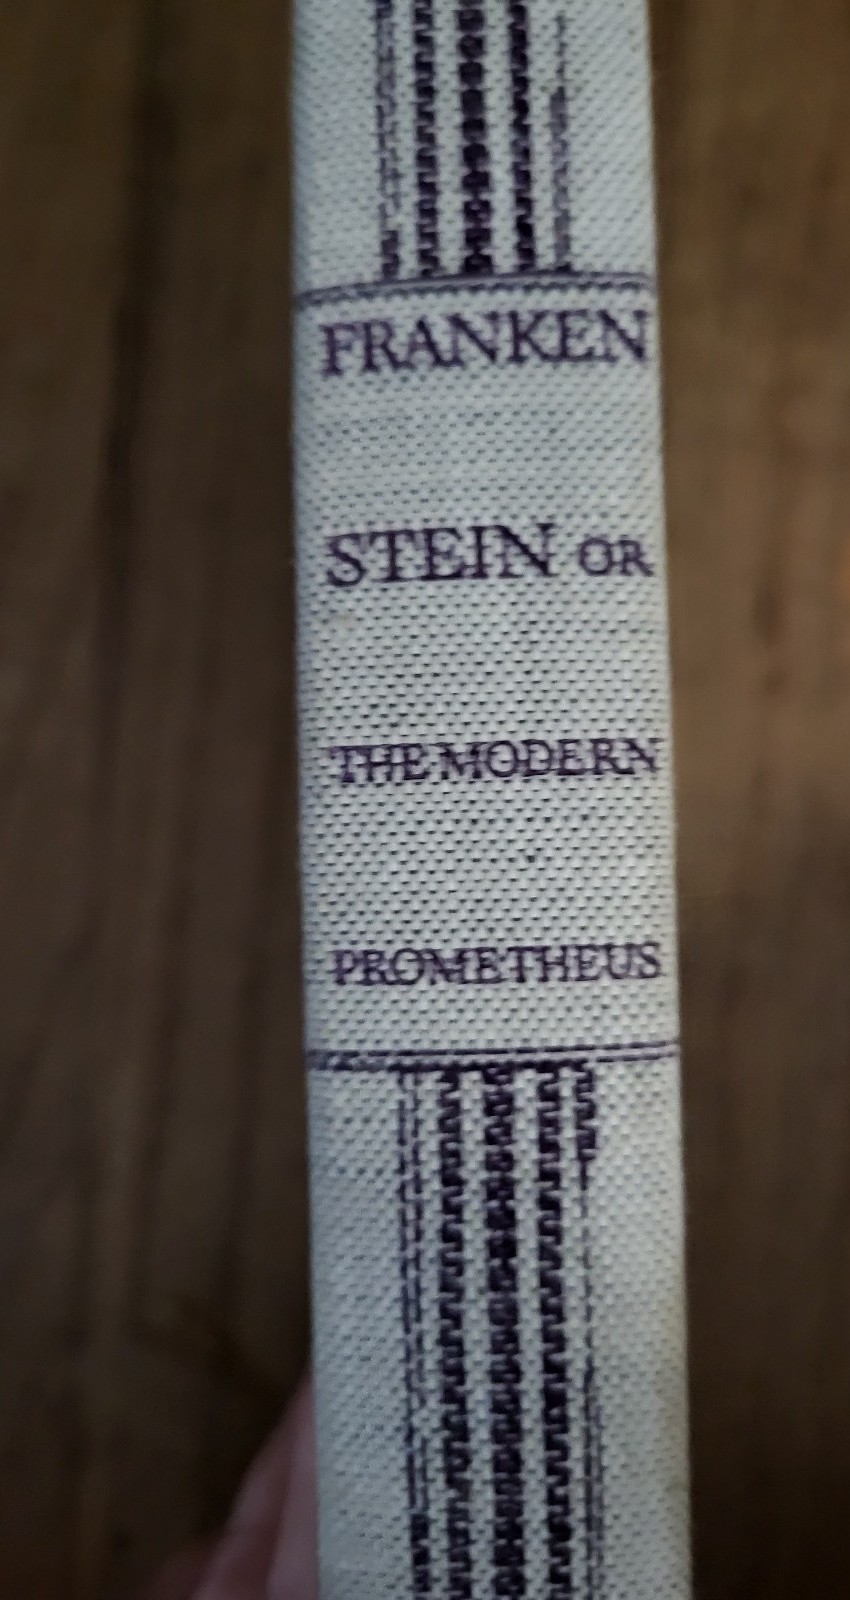 FRANKEN
STEIN OR
THE MODERN
PROMETHEUS